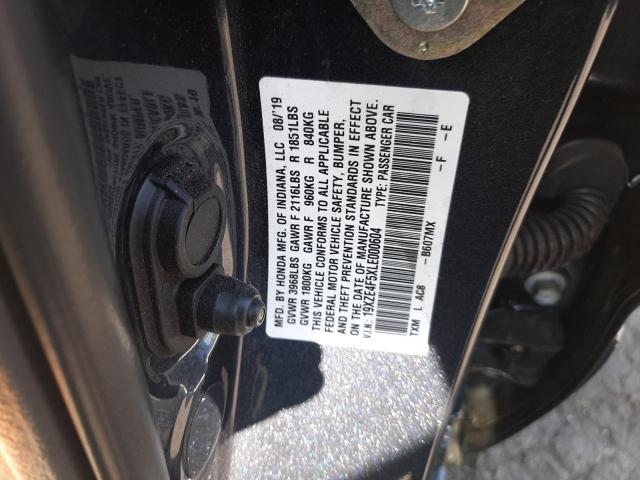 MFD. BY HONDA MFG. OF INDIANA, LLC 08/'19
GVWR 3968LBS GAWR F 2116LBS R 1851LBS
GVWR 1800KG GAWR F 960KG R 840KG
THIS VEHICLE CONFORMS TO ALL APPLICABLE
FEDERAL MOTOR VEHICLE SAFETY, BUMPER,
AND THEFT PREVENTION STANDARDS IN EFFECT
ON THE DATE OF MANUFACTURE SHOWN ABOVE.
V.I.N.: 19XZE4F5XLE000604 TYPE: PASSENGER CAR
TXM L AC8 -B607MX -F -E